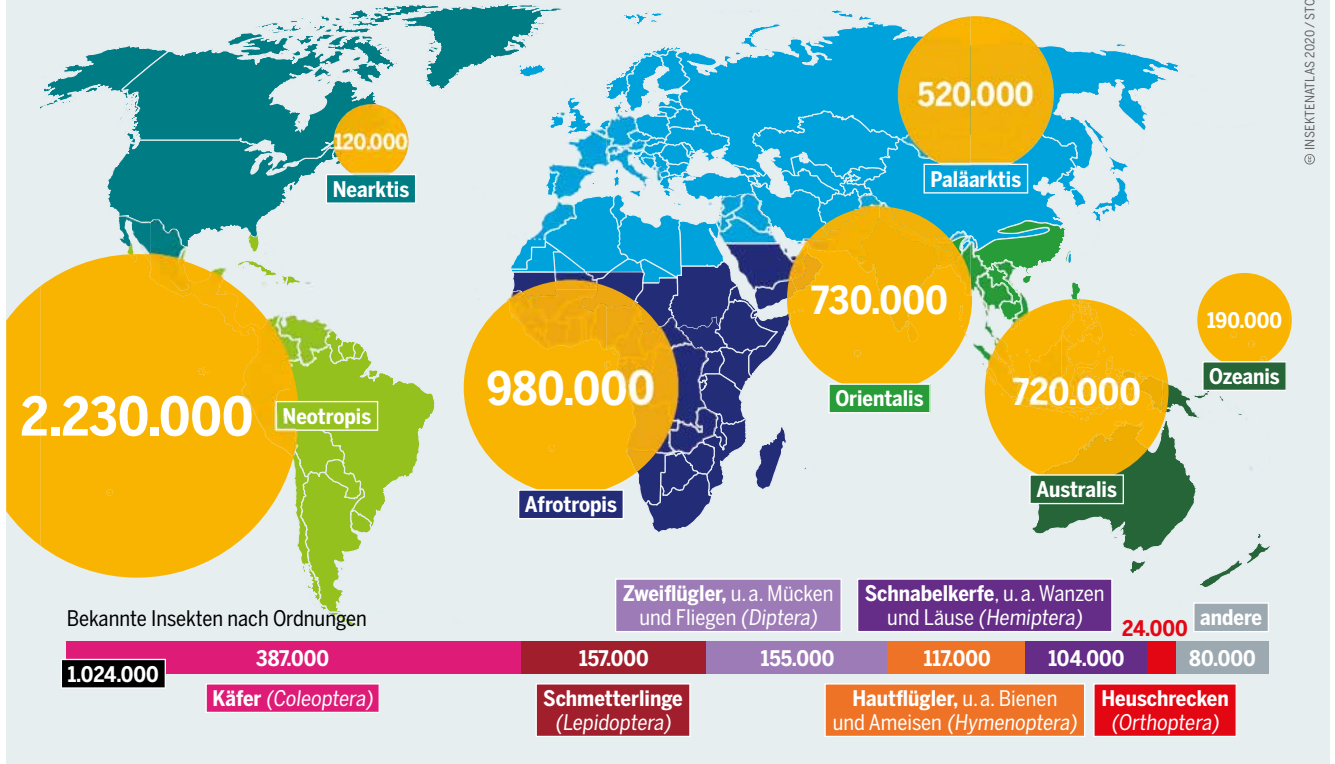 © INSEKTENATLAS 2020 / STO
120.000
Nearktis
520.000
Paläarktis
2.230.000
Neotropis
980.000
Afrotropis
730.000
Orientalis
720.000
Australis
190.000
Ozeanis
Bekannte Insekten nach Ordnungen
1.024.000
387.000
Käfer (Coleoptera)
157.000
Schmetterlinge
(Lepidoptera)
Zweiflügler, u. a. Mücken
und Fliegen (Diptera)
155.000
117.000
Hautflügler, u. a. Bienen
und Ameisen (Hymenoptera)
Schnabelkerfe, u. a. Wanzen
und Läuse (Hemiptera)
104.000
24.000
Heuschrecken
(Orthoptera)
andere
80.000